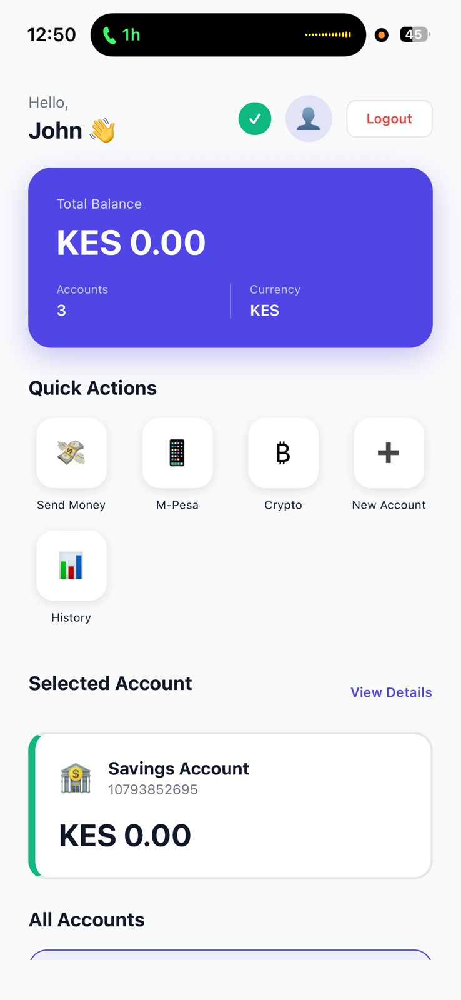 12:50
1h
45
Hello,
John 👋
Logout
Total Balance
KES 0.00
Accounts
Currency
3
KES
Quick Actions
Send Money
M-Pesa
Crypto
New Account
History
Selected Account
View Details
Savings Account
10793852695
KES 0.00
All Accounts